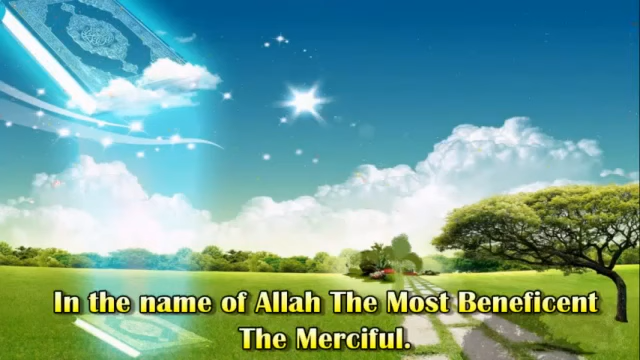 In the name of Allah The Most Beneficent
The Merciful.